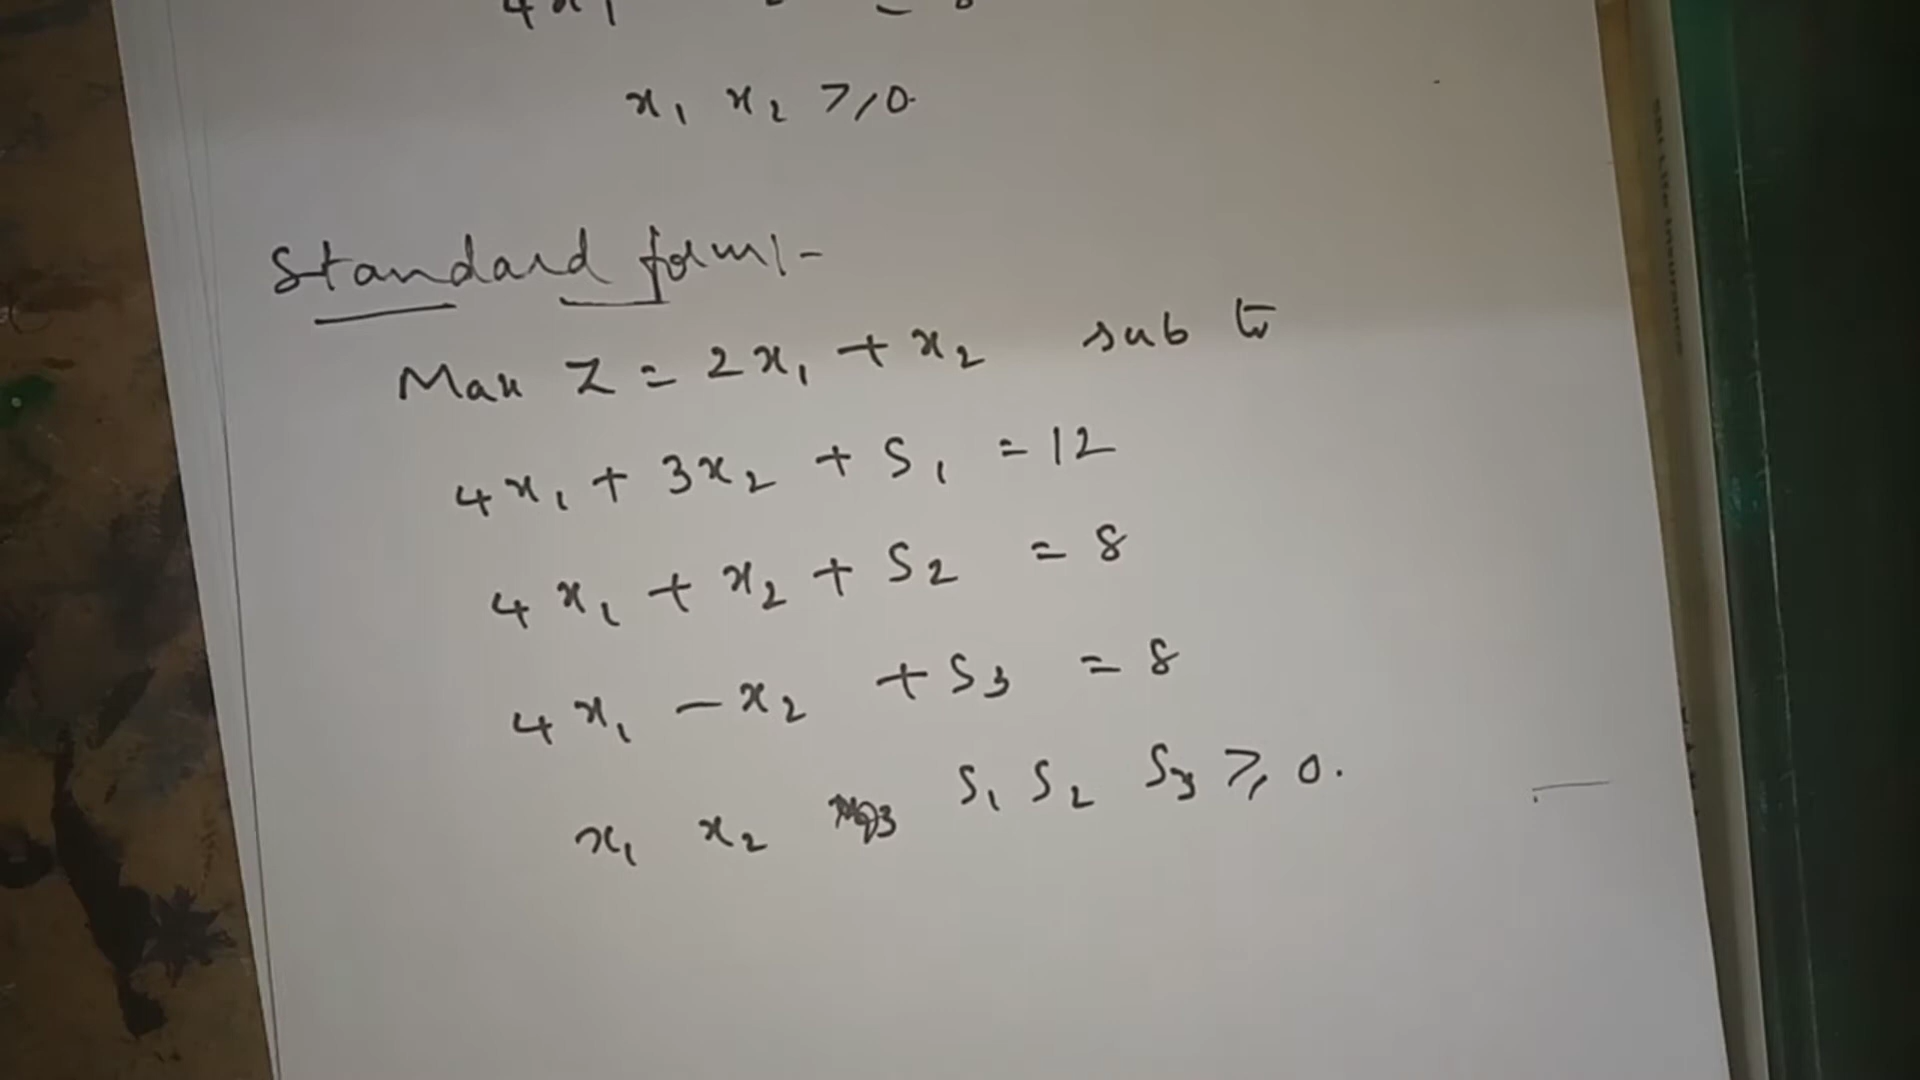 x₁ x₂ ≥ 0.
Standard form:-
Max Z = 2x₁ + x₂ sub to
4x₁ + 3x₂ + S₁ = 12
4x₁ + x₂ + S₂ = 8
4x₁ - x₂ + S₃ = 8
x₁ x₂ S₁ S₂ S₃ ≥ 0.